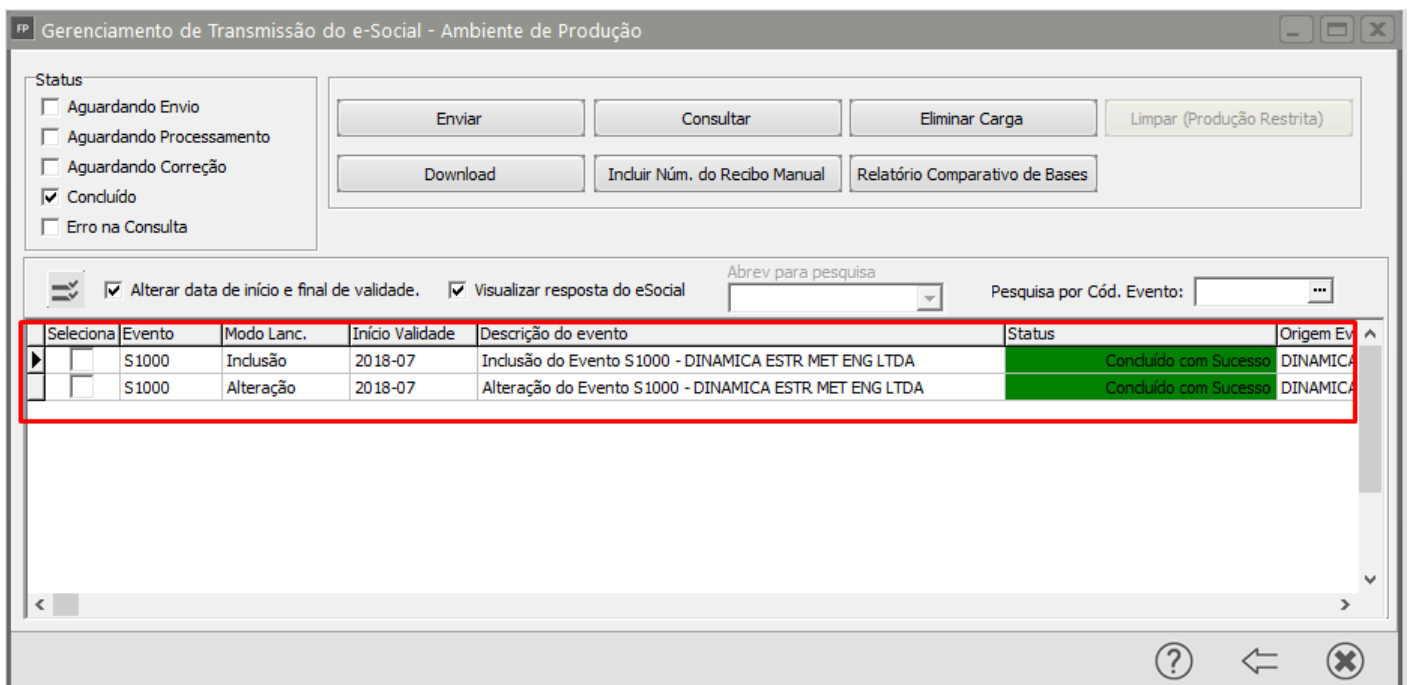 FP Gerenciamento de Transmissão do e-Social - Ambiente de Produção
Status
Aguardando Envio
Aguardando Processamento
Aguardando Correção
Concluído
Erro na Consulta
Enviar Consultar Eliminar Carga Limpar (Produção Restrita)
Download Incluir Núm. do Recibo Manual Relatório Comparativo de Bases
Alterar data de início e final de validade. Visualizar resposta do eSocial Abrev para pesquisa Pesquisa por Cód. Evento: ...
Seleciona Evento Modo Lanc. Início Validade Descrição do evento Status Origem Ev
S1000 Inclusão 2018-07 Inclusão do Evento S1000 - DINAMICA ESTR MET ENG LTDA Concluído com Sucesso DINAMICA
S1000 Alteração 2018-07 Alteração do Evento S1000 - DINAMICA ESTR MET ENG LTDA Concluído com Sucesso DINAMICA
?